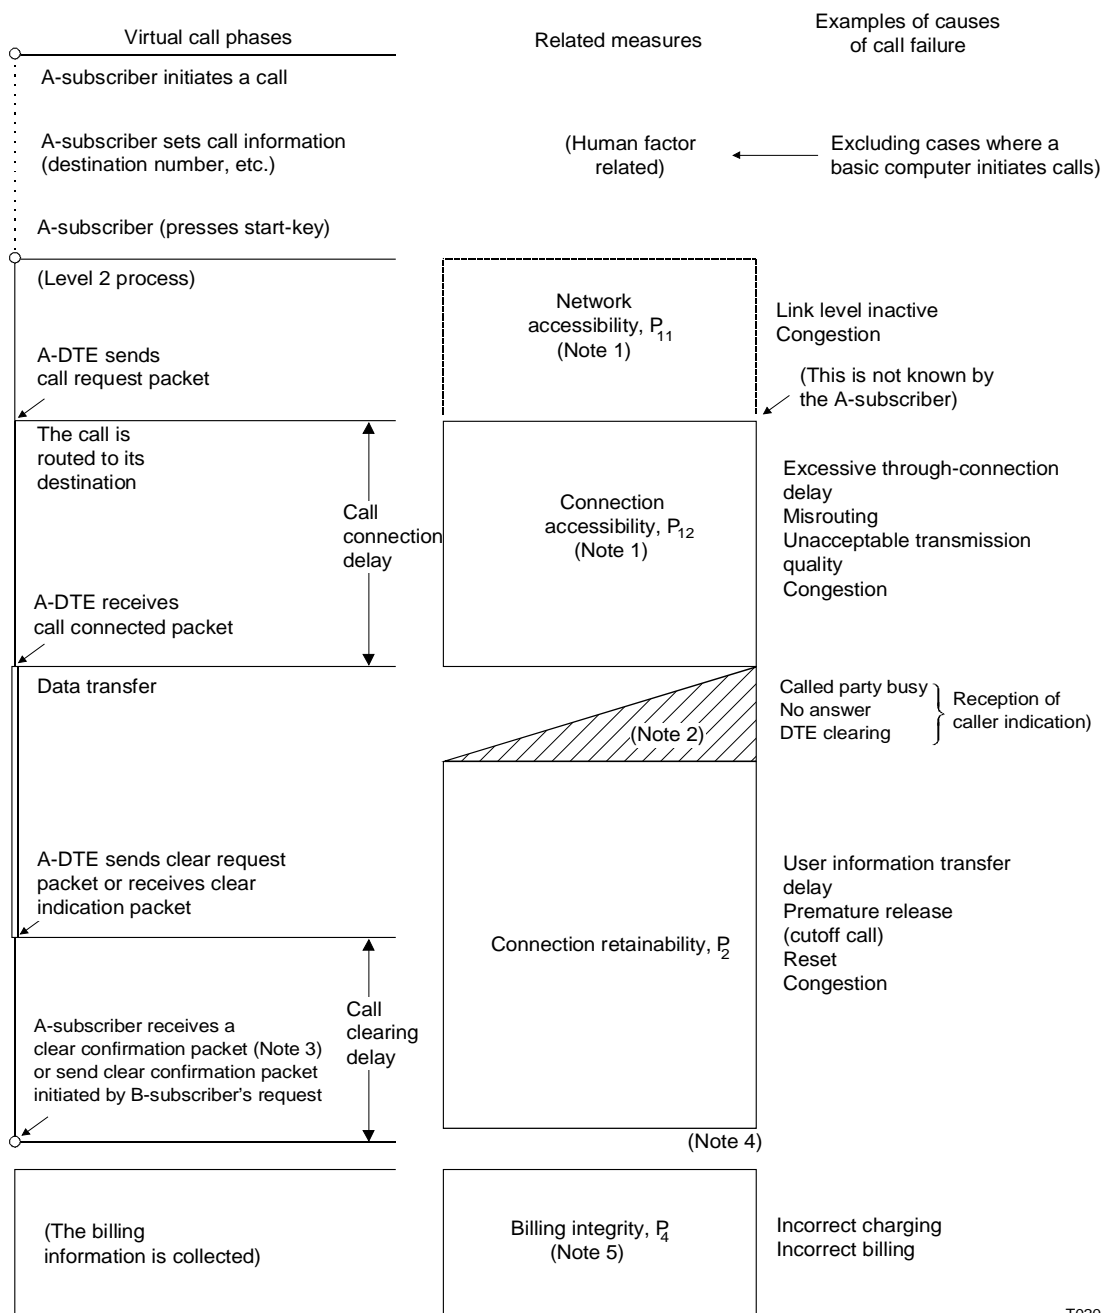 Virtual call phases
Related measures
Examples of causes
of call failure
A-subscriber initiates a call
A-subscriber sets call information
(destination number, etc.)
(Human factor
related)
Excluding cases where a
basic computer initiates calls)
A-subscriber (presses start-key)
(Level 2 process)
Network
accessibility, P11
(Note 1)
Link level inactive
Congestion
A-DTE sends
call request packet
(This is not known by
the A-subscriber)
The call is
routed to its
destination
Call
connection
delay
Connection
accessibility, P12
(Note 1)
Excessive through-connection
delay
Misrouting
Unacceptable transmission
quality
Congestion
A-DTE receives
call connected packet
Data transfer
(Note 2)
Called party busy
No answer
DTE clearing
Reception of
caller indication)
A-DTE sends clear request
packet or receives clear
indication packet
Connection retainability, P2
User information transfer
delay
Premature release
(cutoff call)
Reset
Congestion
A-subscriber receives a
clear confirmation packet (Note 3)
or send clear confirmation packet
initiated by B-subscriber's request
Call
clearing
delay
(Note 4)
(The billing
information is collected)
Billing integrity, P4
(Note 5)
Incorrect charging
Incorrect billing